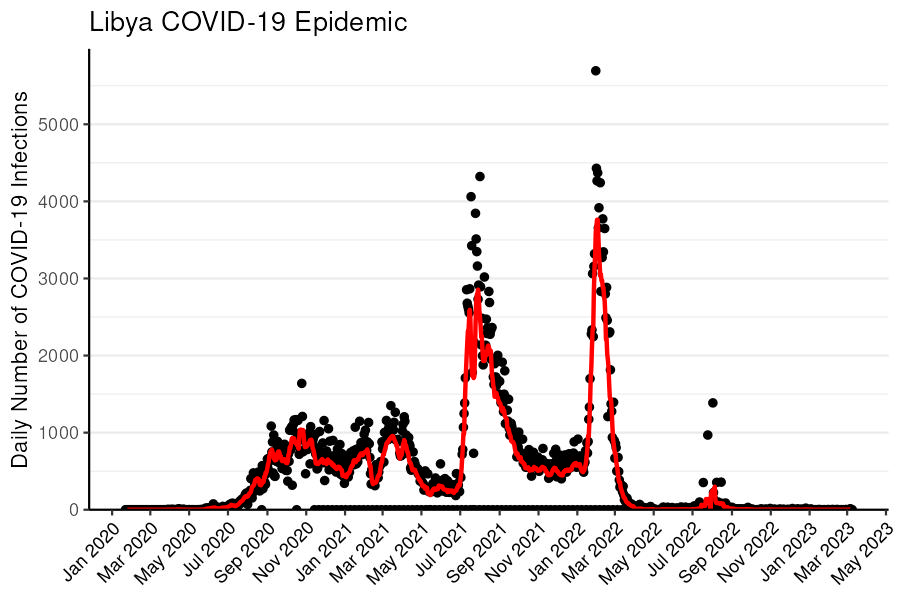 Libya COVID-19 Epidemic
Daily Number of COVID-19 Infections
5000
4000
3000
2000
1000
0
Jan 2020
Mar 2020
May 2020
Jul 2020
Sep 2020
Nov 2020
Jan 2021
Mar 2021
May 2021
Jul 2021
Sep 2021
Nov 2021
Jan 2022
Mar 2022
May 2022
Jul 2022
Sep 2022
Nov 2022
Jan 2023
Mar 2023
May 2023